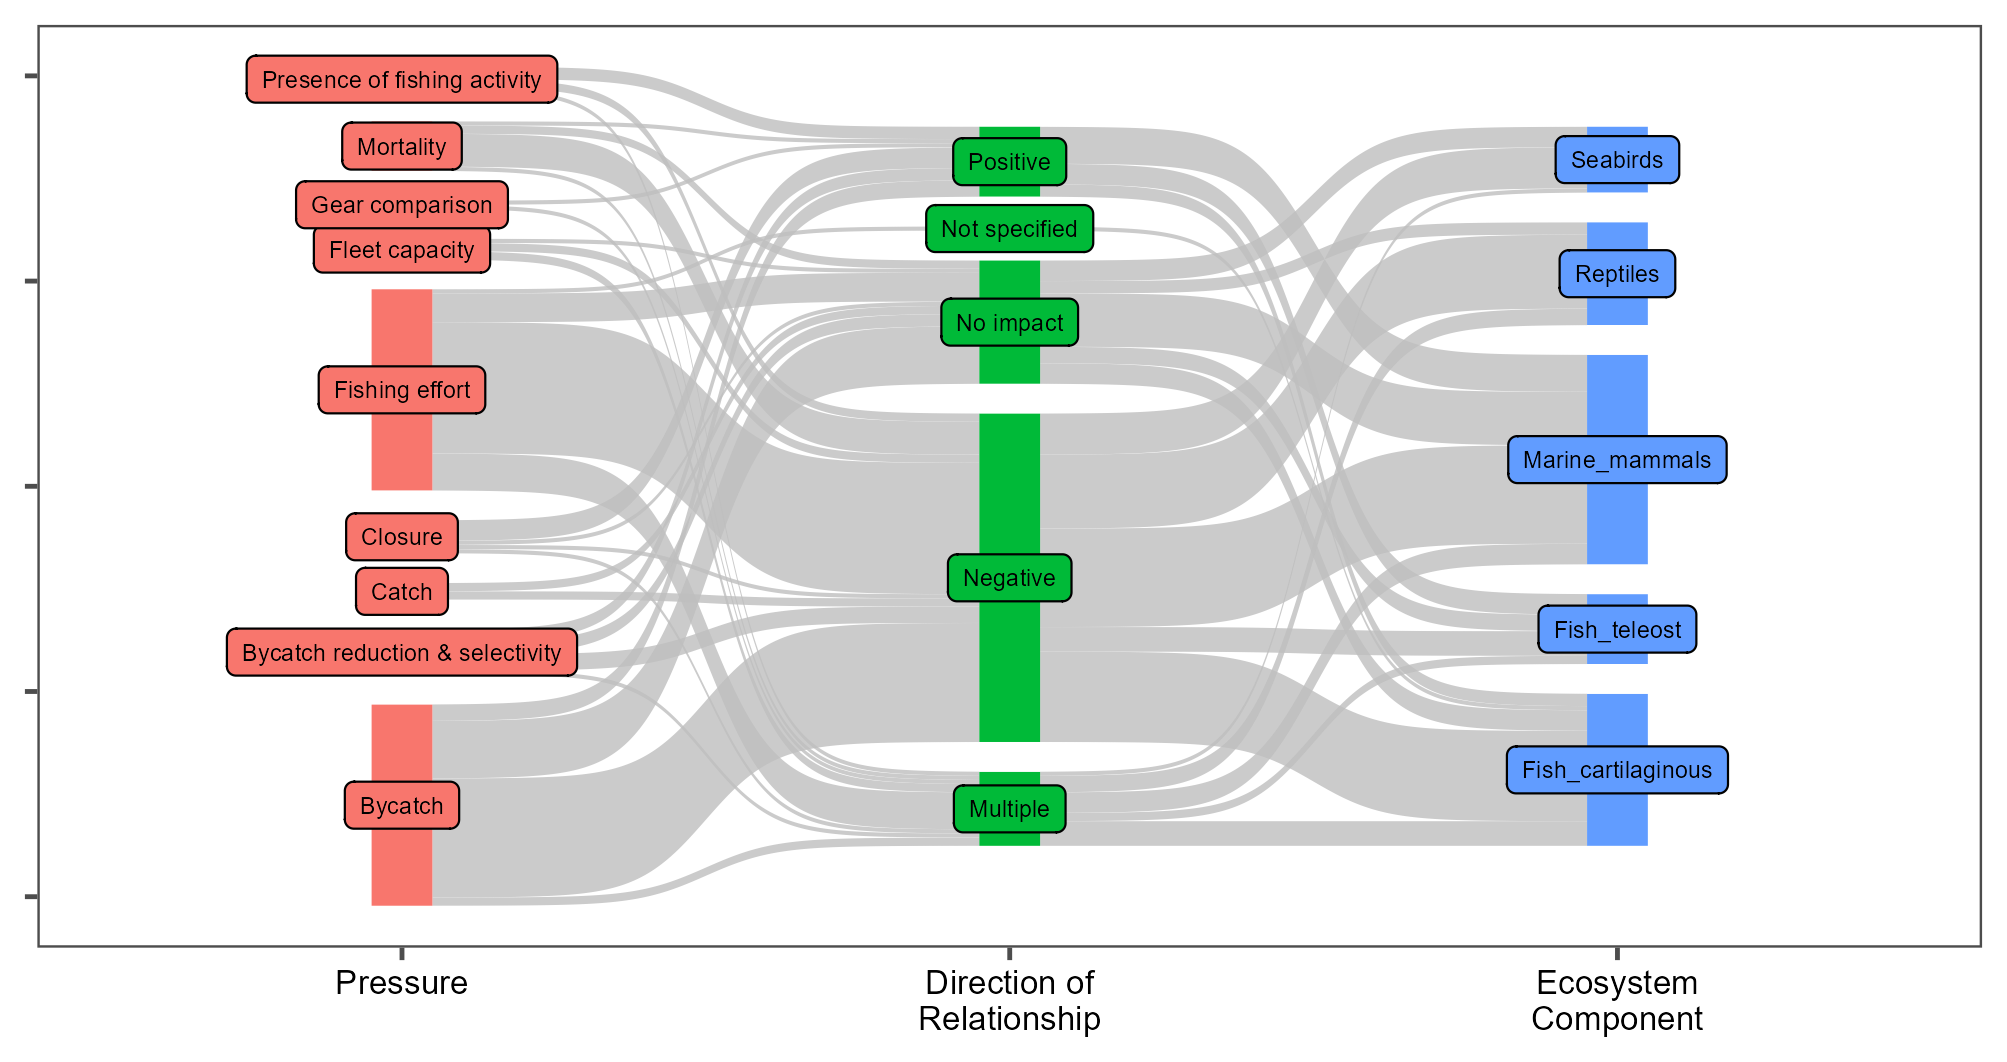 Presence of fishing activity
Mortality
Gear comparison
Fleet capacity
Fishing effort
Closure
Catch
Bycatch reduction & selectivity
Bycatch
Positive
Not specified
No impact
Negative
Multiple
Seabirds
Reptiles
Marine_mammals
Fish_teleost
Fish_cartilaginous
Pressure
Direction of
Relationship
Ecosystem
Component